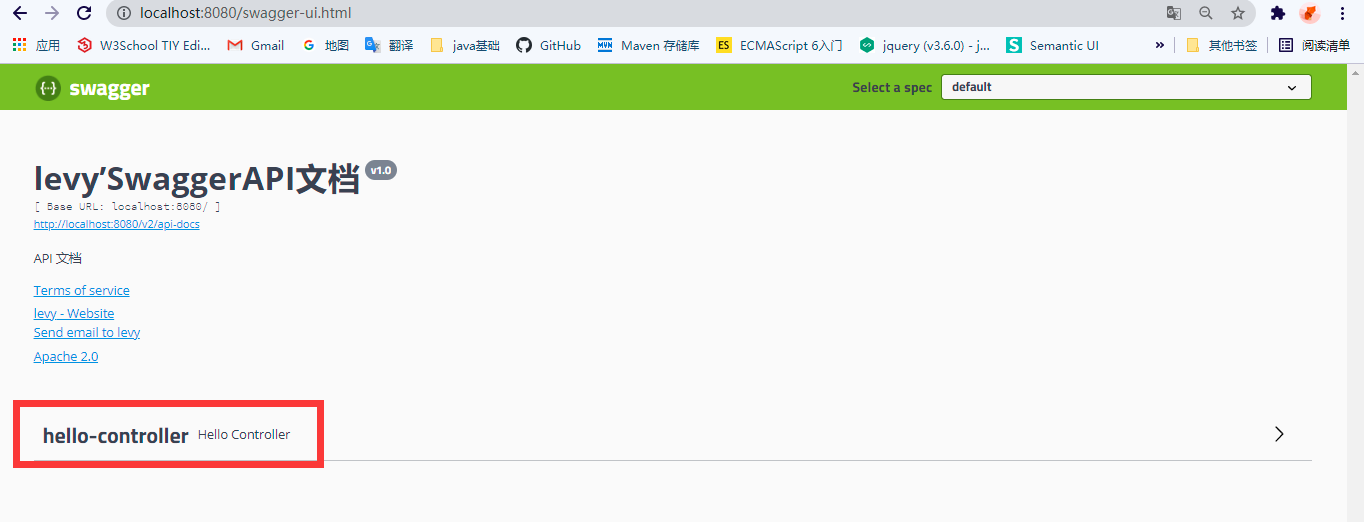 localhost:8080/swagger-ui.html
应用 W3School TIY Edi... Gmail 地图 翻译 java基础 GitHub MVN Maven 存储库 ES ECMAScript 6入门 jquery (v3.6.0) - j... S Semantic UI » 其他书签 阅读清单
{··} swagger Select a spec default
levy'SwaggerAPI文档 v1.0
[ Base URL: localhost:8080/ ]
http://localhost:8080/v2/api-docs
API 文档
Terms of service
levy - Website
Send email to levy
Apache 2.0
hello-controller Hello Controller